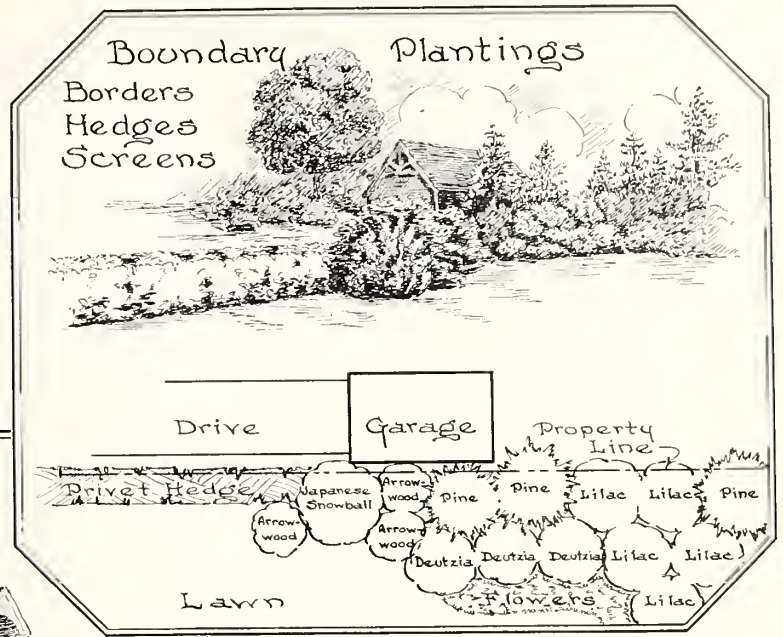 Boundary Plantings
Borders
Hedges
Screens
Drive
Garage
Property
Line
Privet Hedge
Japanese
Snowball
Arrow-
wood
Pine
Pine
Lilac
Lilac
Pine
Arrow-
wood
Arrow-
wood
Deutzia
Deutzia
Deutzia
Lilac
Lilac
Lawn
Flowers
Lilac